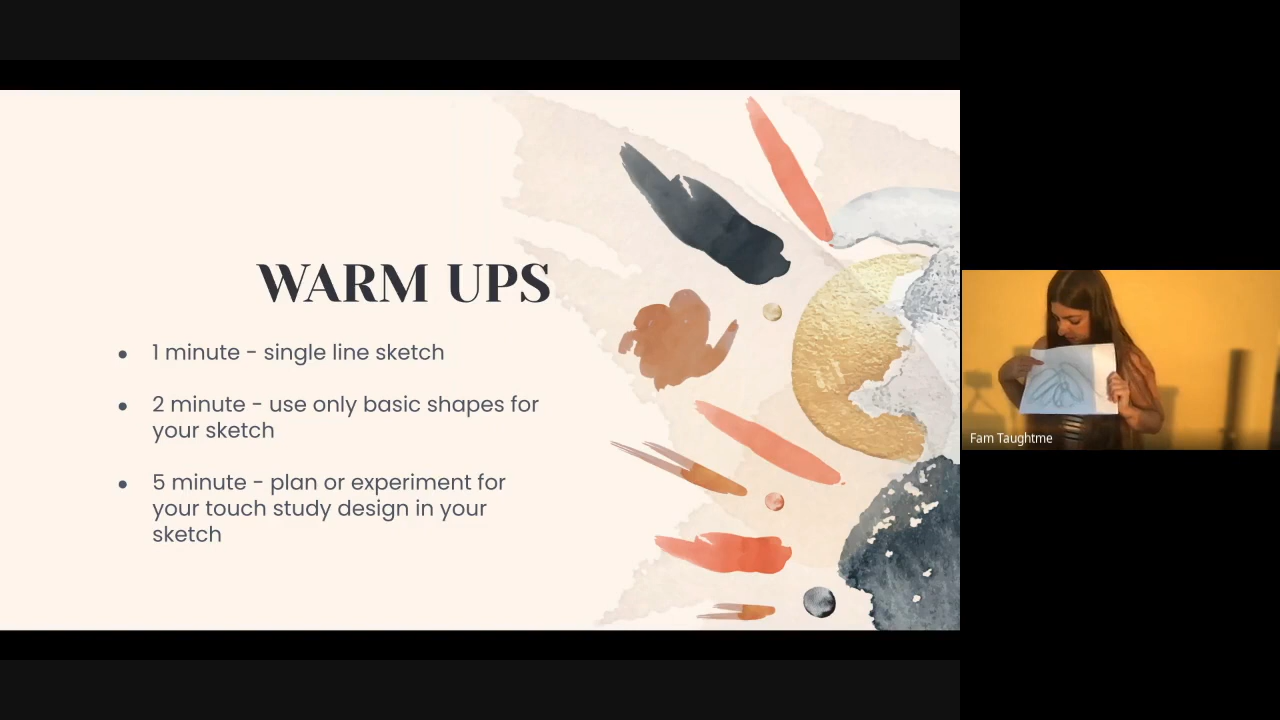 WARM UPS
● 1 minute - single line sketch
● 2 minute - use only basic shapes for
your sketch
● 5 minute - plan or experiment for
your touch study design in your
sketch
Fam Taughtme